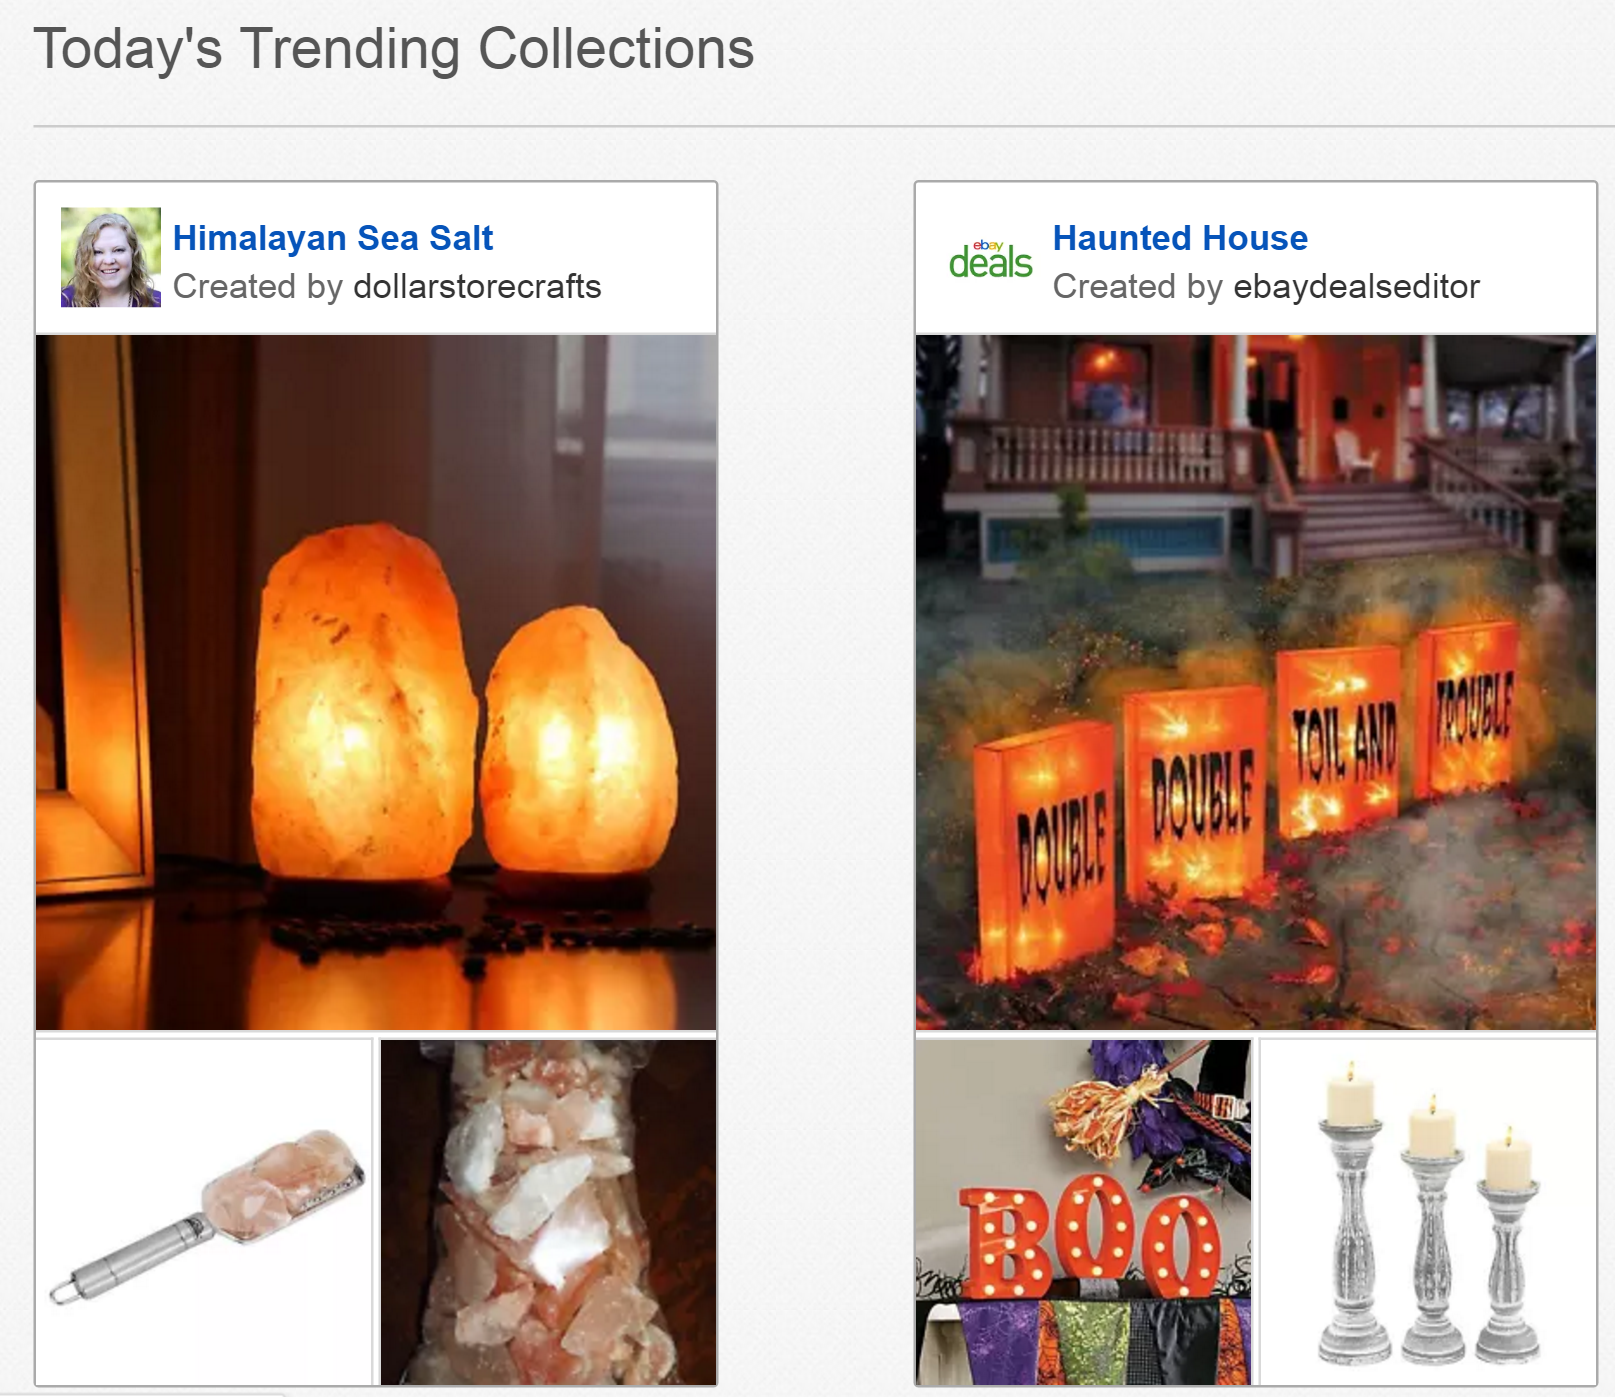 Today's Trending Collections
Himalayan Sea Salt
Created by dollarstorecrafts
ebay
deals
Haunted House
Created by ebaydealseditor
DOUBLE
DOUBLE
TOIL AND
TROUBLE
BOO